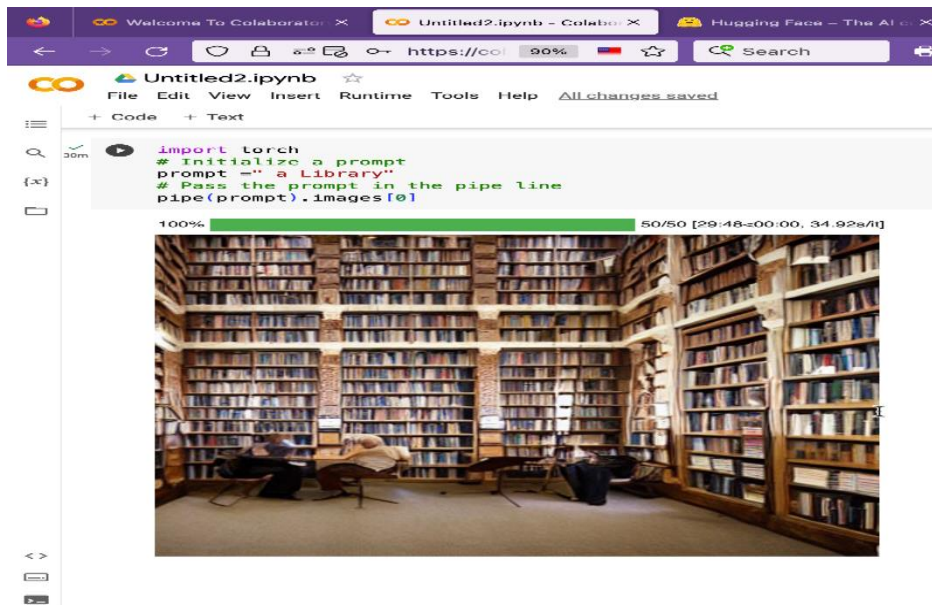 Welcome To Colaborator
Untitled2.ipynb - Colabo
Hugging Face – The AI c
https://col 90% Search
Untitled2.ipynb
File Edit View Insert Runtime Tools Help All changes saved
+ Code + Text
30m import torch
# Initialize a prompt
prompt =" a Library"
{x}
# Pass the prompt in the pipe line
pipe(prompt).images[0]
100% 50/50 [29:48<00:00, 34.92s/it]